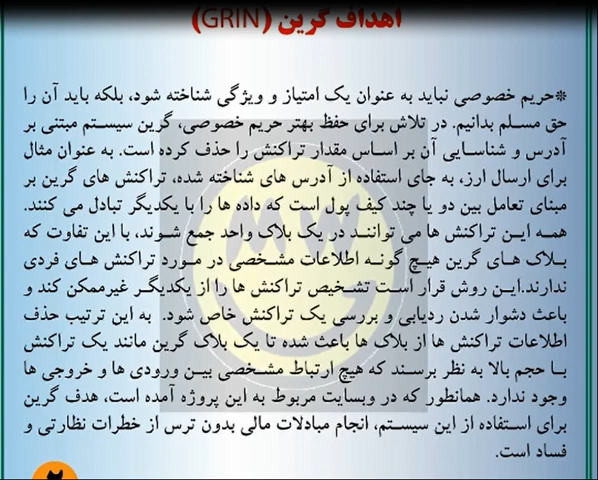 اهداف گرین (GRIN)
*حریم خصوصی نباید به عنوان یک امتیاز و ویژگی شناخته شود، بلکه باید آن را
حق مسلم بدانیم. در تلاش برای حفظ بهتر حریم خصوصی، گرین سیستم مبتنی بر
آدرس و شناسایی آن بر اساس مقدار تراکنش را حذف کرده است. به عنوان مثال
برای ارسال ارز، به جای استفاده از آدرس های شناخته شده، تراکنش های گرین بر
مبنای تعامل بین دو یا چند کیف پول است که داده ها را با یکدیگر تبادل می کنند.
همه این تراکنش ها می توانند در یک بلاک واحد جمع شوند، با این تفاوت که
بلاک های گرین هیچ گونه اطلاعات مشخصی در مورد تراکنش های فردی
ندارند.این روش قرار است تشخیص تراکنش ها را از یکدیگر غیرممکن کند و
باعث دشوار شدن ردیابی و بررسی یک تراکنش خاص شود. به این ترتیب حذف
اطلاعات تراکنش ها از بلاک ها باعث شده تا یک بلاک گرین مانند یک تراکنش
با حجم بالا به نظر برسند که هیچ ارتباط مشخصی بین ورودی ها و خروجی ها
وجود ندارد. همانطور که در وبسایت مربوط به این پروژه آمده است، هدف گرین
برای استفاده از این سیستم، انجام مبادلات مالی بدون ترس از خطرات نظارتی و
فساد است.
MW